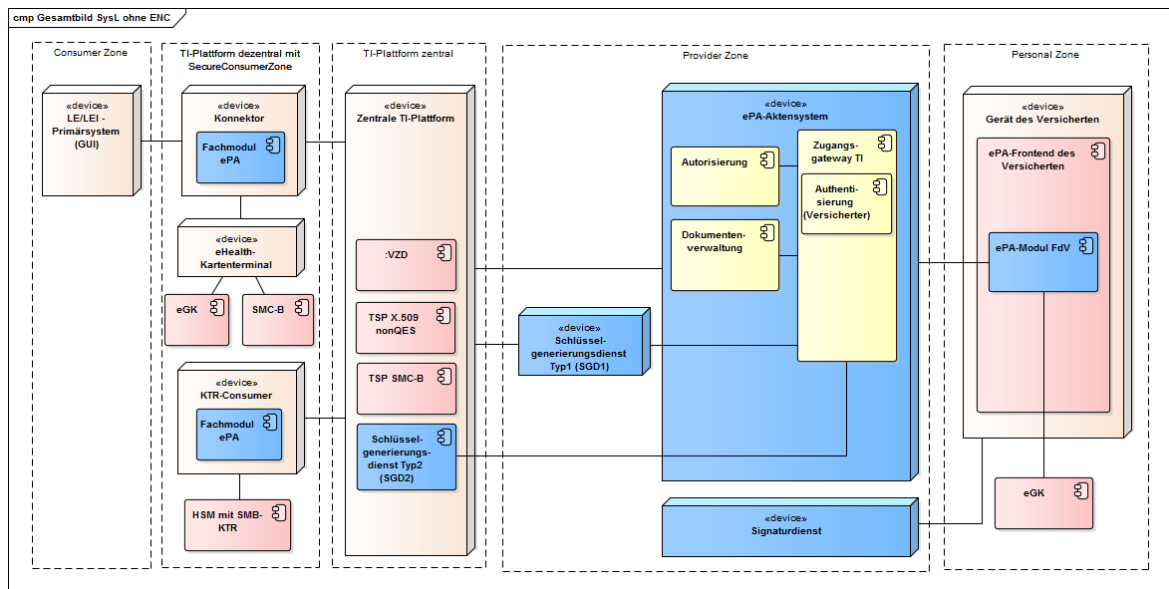 cmp Gesamtbild SysL ohne ENC
Consumer Zone
«device»
LE/LEI -
Primärsystem
(GUI)
TI-Plattform dezentral mit
SecureConsumerZone
«device»
Konnektor
Fachmodul
ePA
«device»
eHealth-
Kartenterminal
eGK
SMC-B
«device»
KTR-Consumer
Fachmodul
ePA
HSM mit SMB-
KTR
TI-Plattform zentral
«device»
Zentrale TI-Plattform
:VZD
TSP X.509
nonQES
TSP SMC-B
Schlüssel-
generierungs-
dienst Typ2
(SGD2)
Provider Zone
«device»
Schlüssel-
generierungsdienst
Typ1 (SGD1)
«device»
ePA-Aktensystem
Autorisierung
Dokumenten-
verwaltung
Zugangs-
gateway TI
Authenti-
sierung
(Versicherter)
«device»
Signaturdienst
Personal Zone
«device»
Gerät des Versicherten
ePA-Frontend des
Versicherten
ePA-Modul FdV
eGK